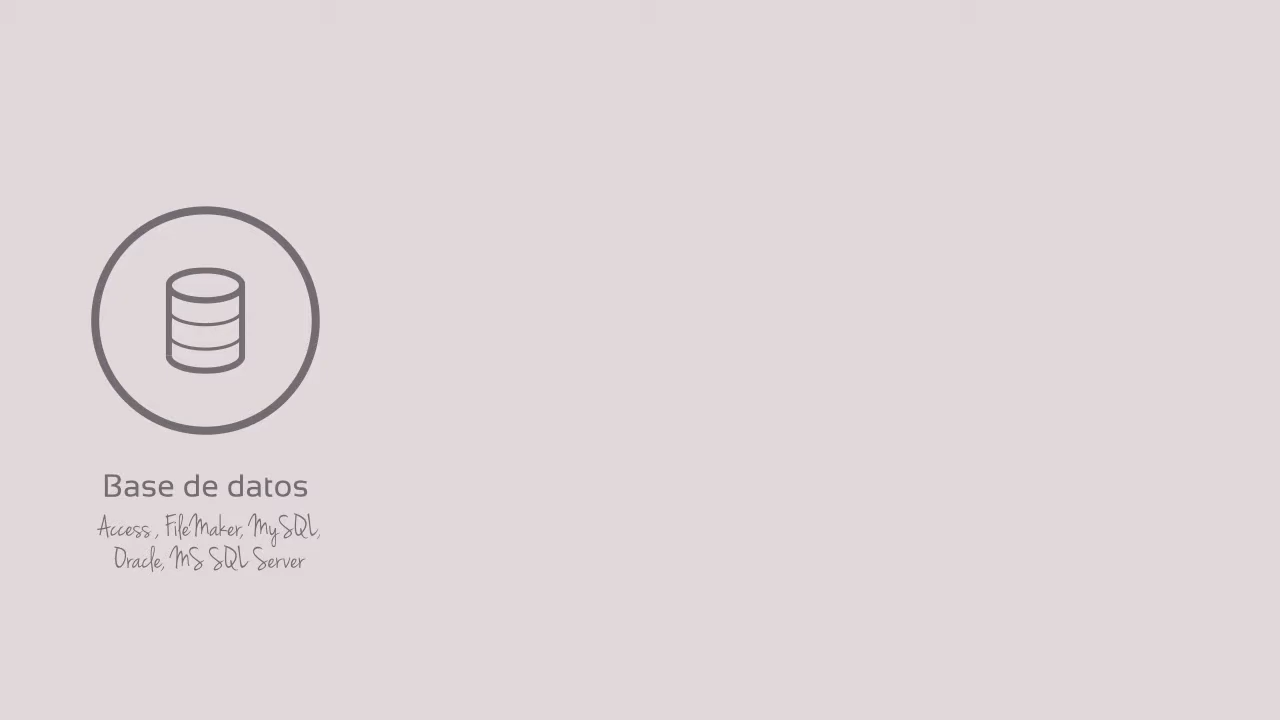 Base de datos
Access, FileMaker, MySQL,
Oracle, MS SQL Server